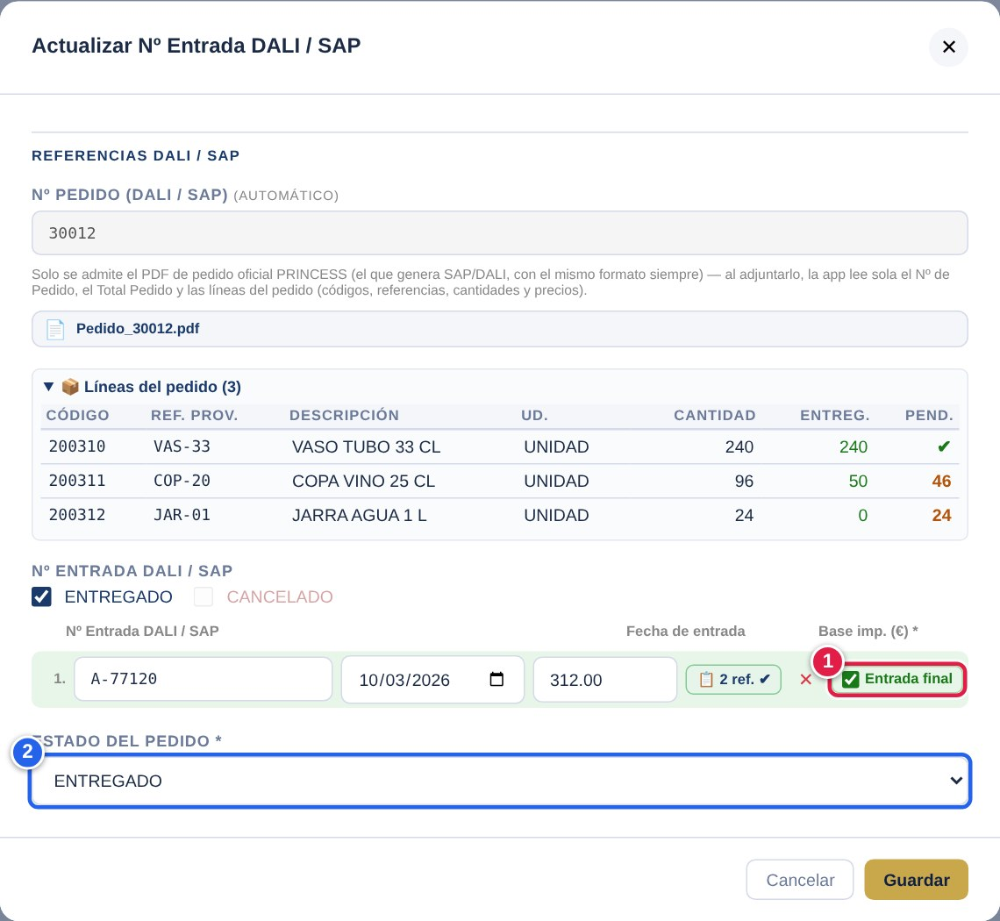 Actualizar Nº Entrada DALI / SAP
✕
REFERENCIAS DALI / SAP
Nº PEDIDO (DALI / SAP) (AUTOMÁTICO)
30012
Solo se admite el PDF de pedido oficial PRINCESS (el que genera SAP/DALI, con el mismo formato siempre) — al adjuntarlo, la app lee sola el Nº de
Pedido, el Total Pedido y las líneas del pedido (códigos, referencias, cantidades y precios).
Pedido_30012.pdf
▼ 📦 Líneas del pedido (3)
CÓDIGO REF. PROV. DESCRIPCIÓN UD. CANTIDAD ENTREG. PEND.
200310 VAS-33 VASO TUBO 33 CL UNIDAD 240 240 ✔
200311 COP-20 COPA VINO 25 CL UNIDAD 96 50 46
200312 JAR-01 JARRA AGUA 1 L UNIDAD 24 0 24
Nº ENTRADA DALI / SAP
ENTREGADO CANCELADO
Nº Entrada DALI / SAP Fecha de entrada Base imp. (€) *
1. A-77120 10/03/2026 312.00 📋 2 ref. ✔ ✕ 1 Entrada final
ESTADO DEL PEDIDO *
2
ENTREGADO
Cancelar Guardar